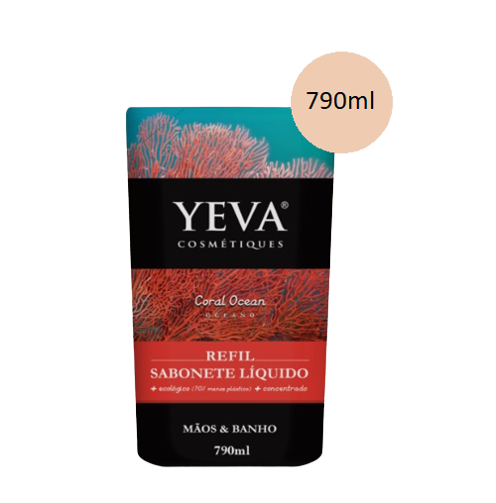 790ml
YEVA®
COSMÉTIQUES
Coral Ocean
OCEANO
REFIL
SABONETE LÍQUIDO
+ ecológico (70% menos plástico) + concentrado
MÃOS & BANHO
790ml